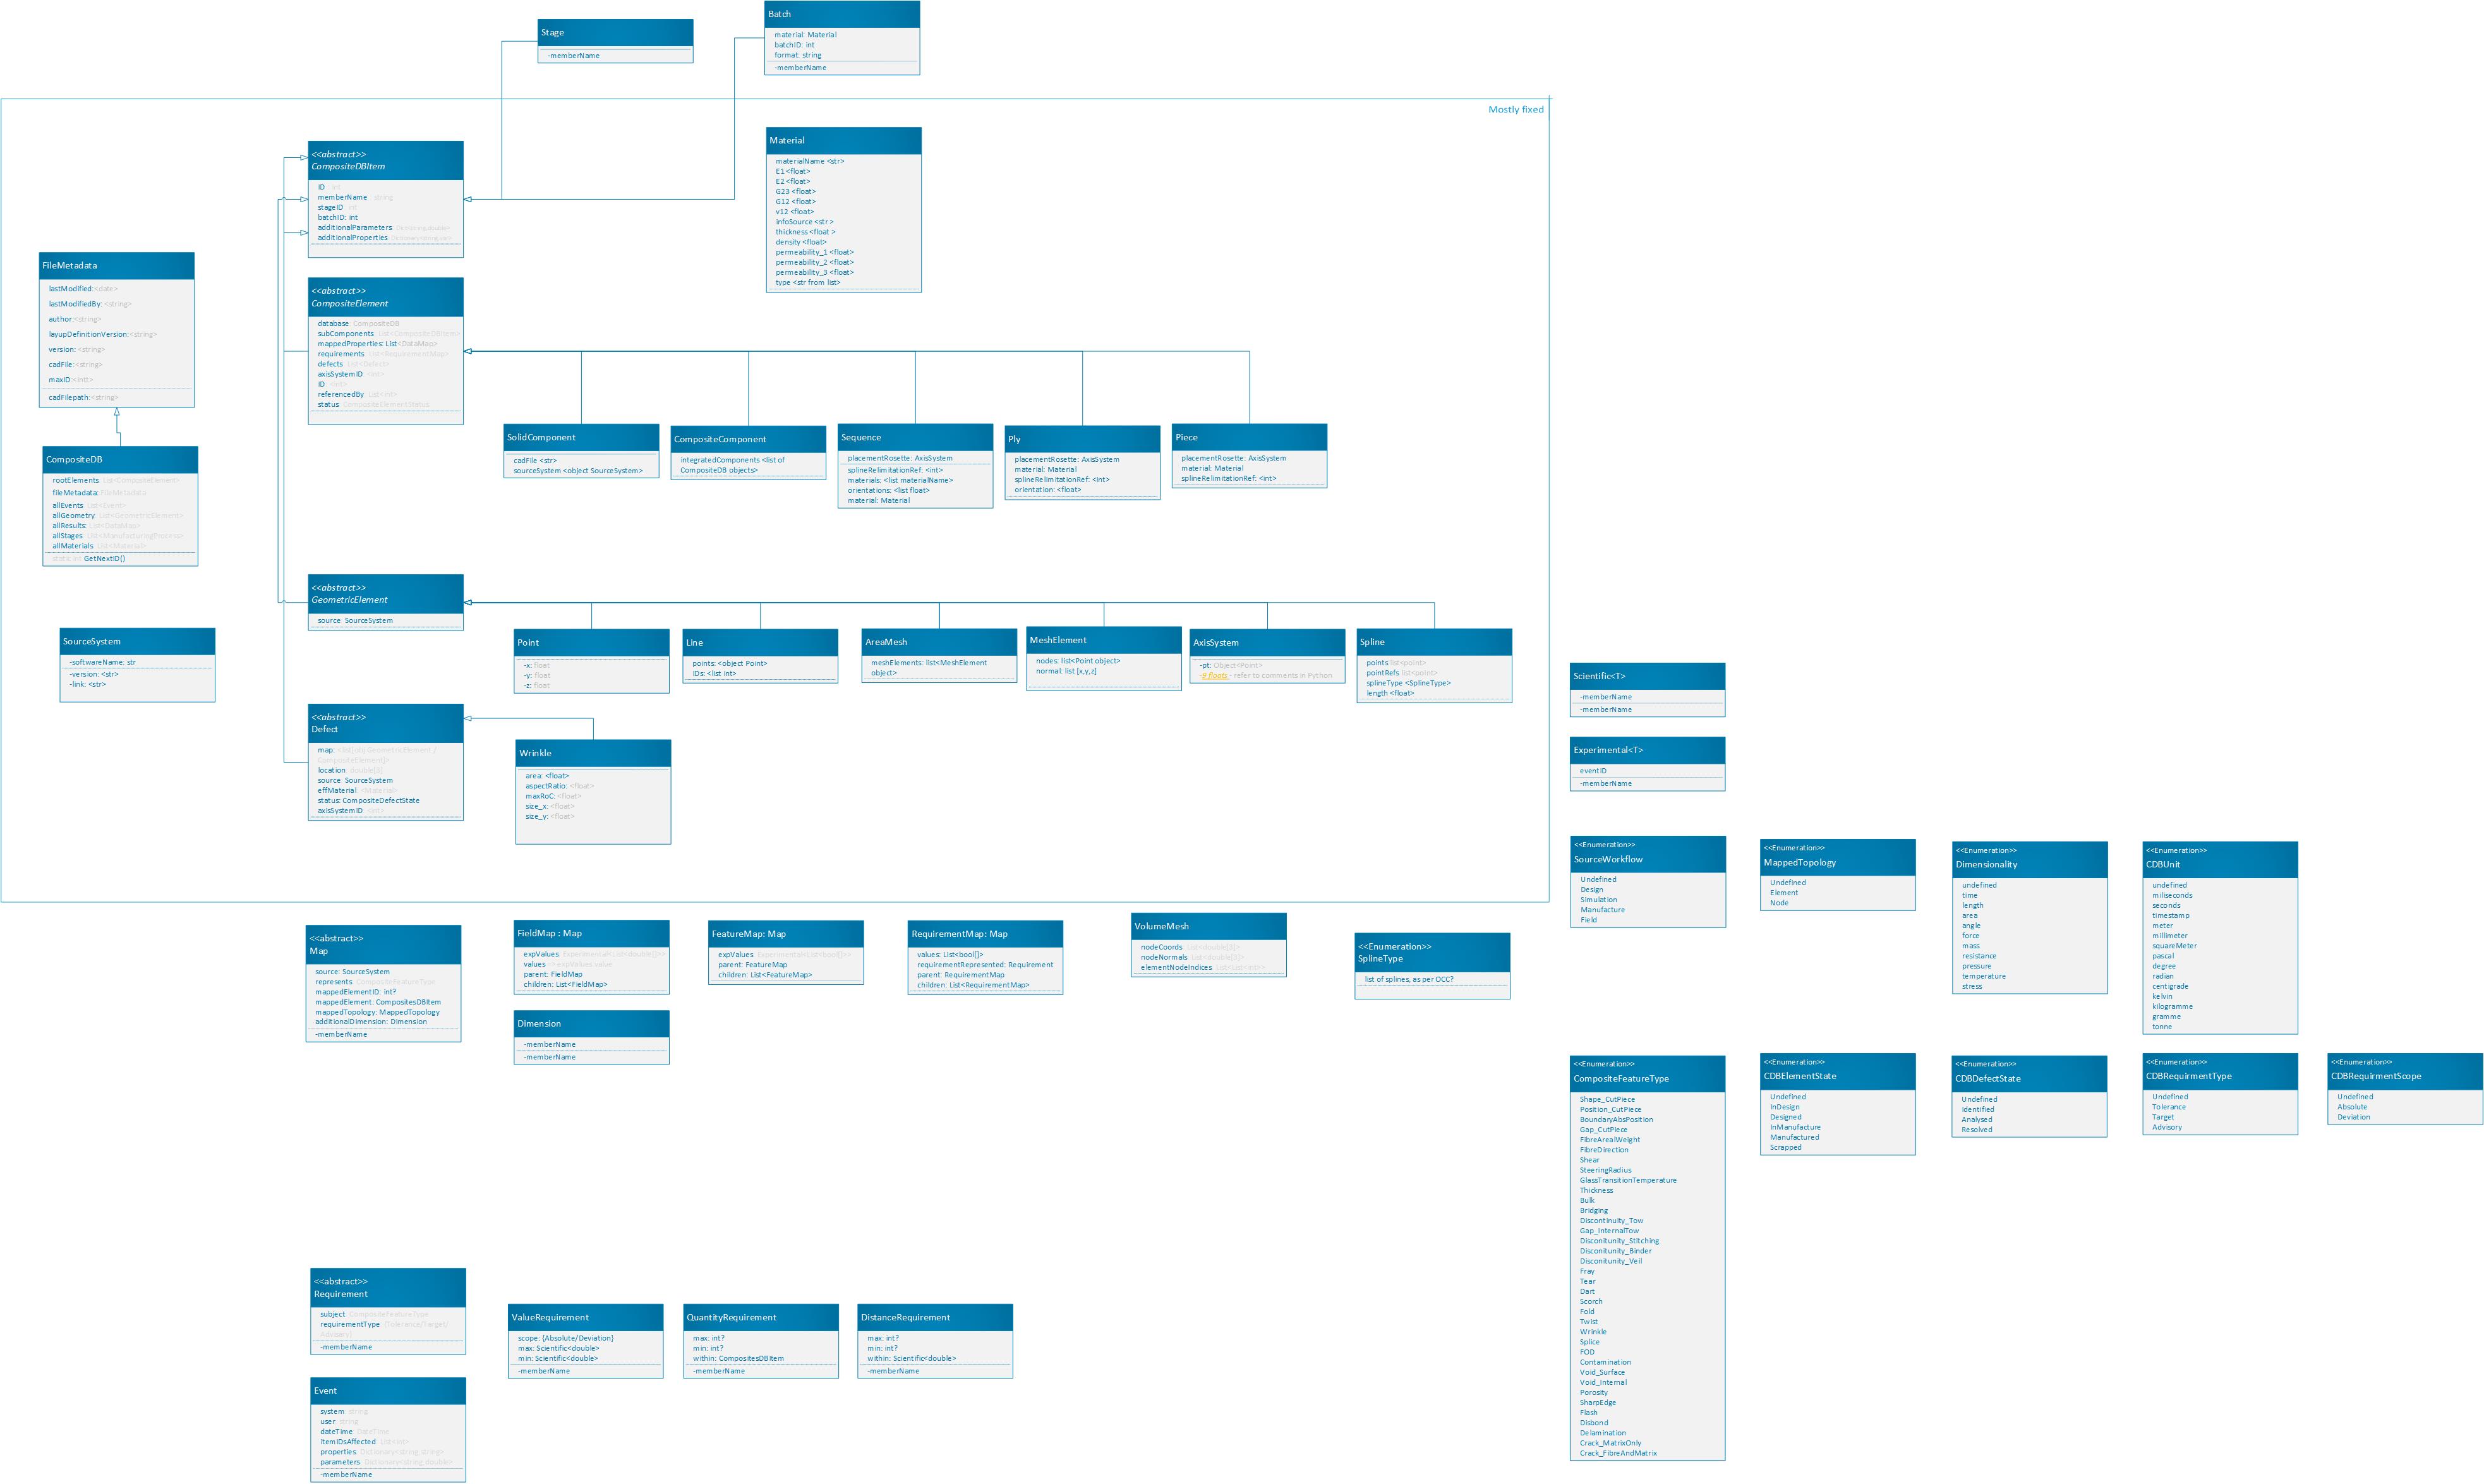 Batch
material: Material
batchID: int
format: string
-memberName
Stage
-memberName
Mostly fixed
<<abstract>>
CompositeDBItem
ID  int
memberName  string
stageID  int
batchID: int
additionalParameters
additionalProperties
Material
materialName <str>
E1 <float>
E2 <float>
G23 <float>
G12 <float>
v12 <float>
infoSource <str >
thickness <float >
density <float>
permeability_1 <float>
permeability_2 <float>
permeability_3 <float>
type <str from list>
FileMetadata
lastModified:<date>
lastModifiedBy: <string>
author:<string>
layupDefinitionVersion:<string>
version: <string>
cadFile:<string>
maxID:<intt>
cadFilepath:<string>
<<abstract>>
CompositeElement
database  CompositeDB
subComponents  List<CompositeDBItem>
mappedProperties: List<DataMap>
requirements  List<RequirementMap>
defects  List<Defect>
axisSystemID  <int>
ID  <int>
referencedBy  List<int>
status  CompositeElementStatus
SolidComponent
cadFile <str>
sourceSystem <object SourceSystem>
CompositeComponent
integratedComponents <list of
CompositeDB objects>
Sequence
placementRosette: AxisSystem
splineRelimitationRef: <int>
materials: <list materialName>
orientations: <list float>
material: Material
Ply
placementRosette: AxisSystem
material: Material
splineRelimitationRef: <int>
orientation: <float>
Piece
placementRosette: AxisSystem
material: Material
splineRelimitationRef: <int>
CompositeDB
rootElements  List<CompositeElement>
fileMetadata: FileMetadata
allEvents  List<Event>
allGeometry  List<GeometricElement>
allResults: List<DataMap>
allStages  List<ManufacturingProcess>
allMaterials  List<Material>
static int GetNextID()
<<abstract>>
GeometricElement
source  SourceSystem
SourceSystem
-softwareName: str
-version: <str>
-link: <str>
Point
-x: float
-y: float
-z: float
Line
points: <object Point>
IDs: <list int>
AreaMesh
meshElements: list<MeshElement
object>
MeshElement
nodes: list<Point object>
normal: list [x,y,z]
AxisSystem
-pt: Object<Point>
-9 floats - refer to comments in Python
Spline
points list<point>
pointRefs list<point>
splineType <SplineType>
length <float>
<<abstract>>
Defect
map:
CompositeElement]>
location  double[3]
source  SourceSystem
effMaterial  <Material>
status: CompositeDefectState
axisSystemID  <int>
Wrinkle
area: <float>
aspectRatio: <float>
maxRoC: <float>
size_x: <float>
size_y: <float>
Scientific<T>
-memberName
-memberName
Experimental<T>
eventID
-memberName
<<Enumeration>>
SourceWorkflow
Undefined
Design
Simulation
Manufacture
Field
<<Enumeration>>
MappedTopology
Undefined
Element
Node
<<Enumeration>>
Dimensionality
undefined
time
length
area
angle
force
mass
resistance
pressure
temperature
stress
<<Enumeration>>
CDBUnit
undefined
miliseconds
seconds
timestamp
meter
millimeter
squareMeter
pascal
degree
radian
centigrade
kelvin
kilogramme
gramme
tonne
<<abstract>>
Map
source: SourceSystem
represents  CompositeFeatureType
mappedElementID: int?
mappedElement: CompositesDBItem
mappedTopology: MappedTopology
additionalDimension: Dimension
-memberName
FieldMap : Map
expValues  Experimental<List<double[]>>
values  => expValues.value
parent: FieldMap
children: List<FieldMap>
FeatureMap: Map
expValues  Experimental<List<bool[]>>
parent: FeatureMap
children: List<FeatureMap>
RequirementMap: Map
values: List<bool[]>
requirementRepresented: Requirement
parent: RequirementMap
children: List<RequirementMap>
VolumeMesh
nodeCoords  List<double[3]>
nodeNormals  List<double[3]>
elementNodeIndices  List<List<int>>
<<Enumeration>>
SplineType
list of splines, as per OCC?
Dimension
-memberName
-memberName
<<Enumeration>>
CompositeFeatureType
Shape_CutPiece
Position_CutPiece
BoundaryAbsPosition
Gap_CutPiece
FibreArealWeight
FibreDirection
Shear
SteeringRadius
GlassTransitionTemperature
Thickness
Bulk
Bridging
Discontinuity_Tow
Gap_InternalTow
Disconitunity_Stitching
Disconitunity_Binder
Disconitunity_Veil
Fray
Tear
Dart
Scorch
Fold
Twist
Wrinkle
Splice
FOD
Contamination
Void_Surface
Void_Internal
Porosity
SharpEdge
Flash
Disbond
Delamination
Crack_MatrixOnly
Crack_FibreAndMatrix
<<Enumeration>>
CDBElementState
Undefined
InDesign
Designed
InManufacture
Manufactured
Scrapped
<<Enumeration>>
CDBDefectState
Undefined
Identified
Analysed
Resolved
<<Enumeration>>
CDBRequirmentType
Undefined
Tolerance
Target
Advisory
<<Enumeration>>
CDBRequirmentScope
Undefined
Absolute
Deviation
<<abstract>>
Requirement
subject  CompositeFeatureType
requirementType  [Tolerance/Target/
Advisory]
-memberName
ValueRequirement
scope: [Absolute/Deviation]
max: Scientific<double>
min: Scientific<double>
-memberName
QuantityRequirement
max: int?
min: int?
within: CompositesDBItem
-memberName
DistanceRequirement
max: int?
min: int?
within: Scientific<double>
-memberName
Event
system  string
user  string
dateTime  DateTime
itemIDsAffected  List<int>
properties  Dictionary<string,string>
parameters  Dictionary<string,double>
-memberName